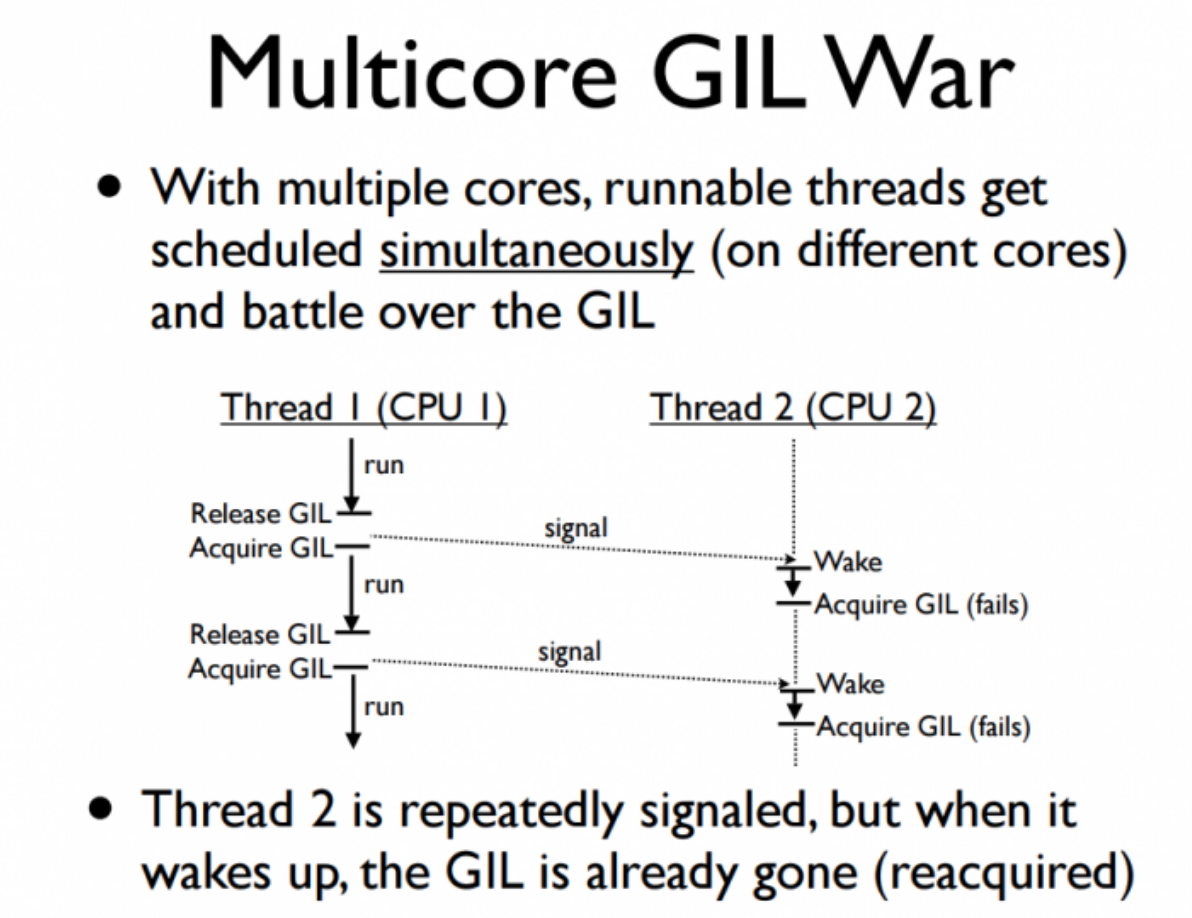 Multicore GIL War
• With multiple cores, runnable threads get
scheduled simultaneously (on different cores)
and battle over the GIL
Thread 1 (CPU 1)
Thread 2 (CPU 2)
run
Release GIL
signal
Acquire GIL
Wake
run
Acquire GIL (fails)
Release GIL
signal
Acquire GIL
Wake
run
Acquire GIL (fails)
• Thread 2 is repeatedly signaled, but when it
wakes up, the GIL is already gone (reacquired)